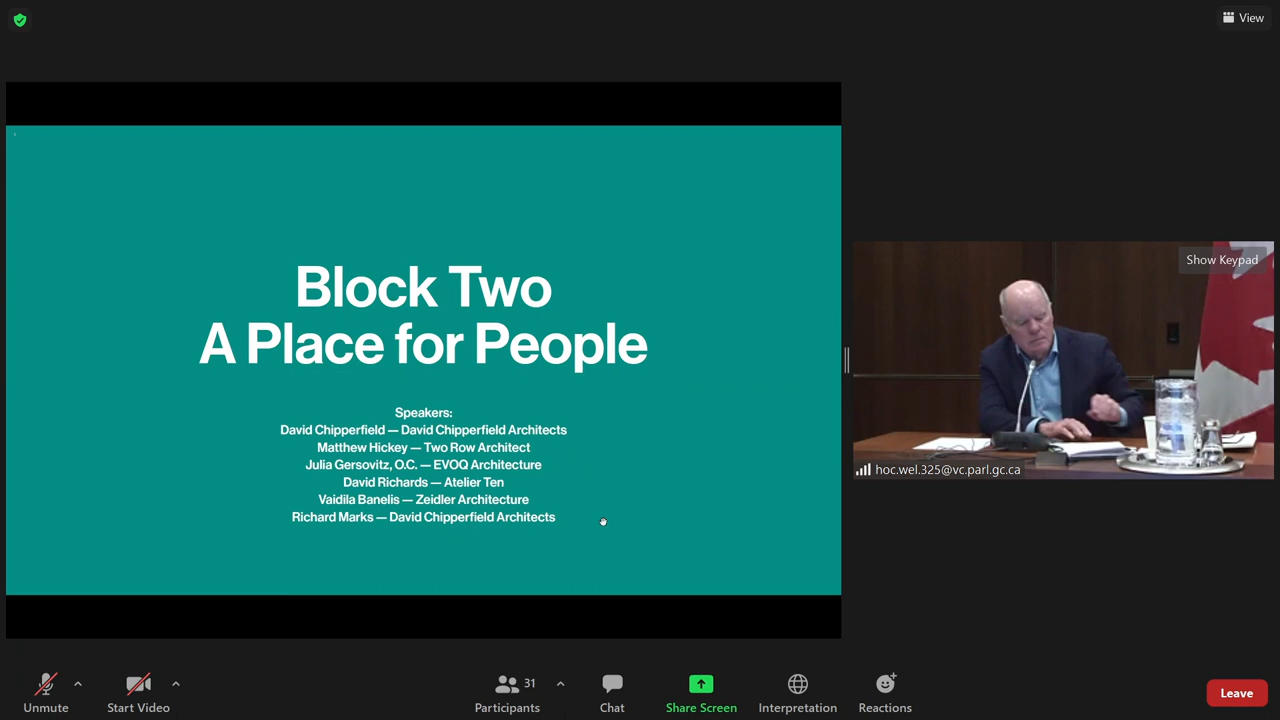 View
Block Two
A Place for People
Speakers:
David Chipperfield — David Chipperfield Architects
Matthew Hickey — Two Row Architect
Julia Gersovitz, O.C. — EVOQ Architecture
David Richards — Atelier Ten
Vaidila Banelis — Zeidler Architecture
Richard Marks — David Chipperfield Architects
Show Keypad
hoc.wel.325@vc.parl.gc.ca
Unmute
Start Video
31
Participants
Chat
Share Screen
Interpretation
Reactions
Leave